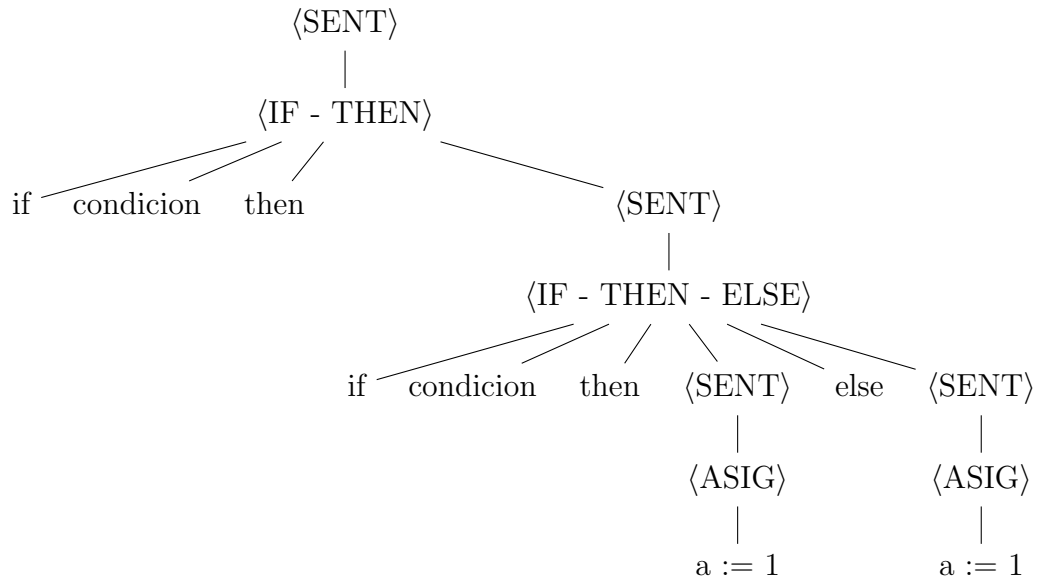 ⟨SENT⟩
⟨IF - THEN⟩
if condicion then ⟨SENT⟩
⟨IF - THEN - ELSE⟩
if condicion then ⟨SENT⟩ else ⟨SENT⟩
⟨ASIG⟩ ⟨ASIG⟩
a := 1 a := 1